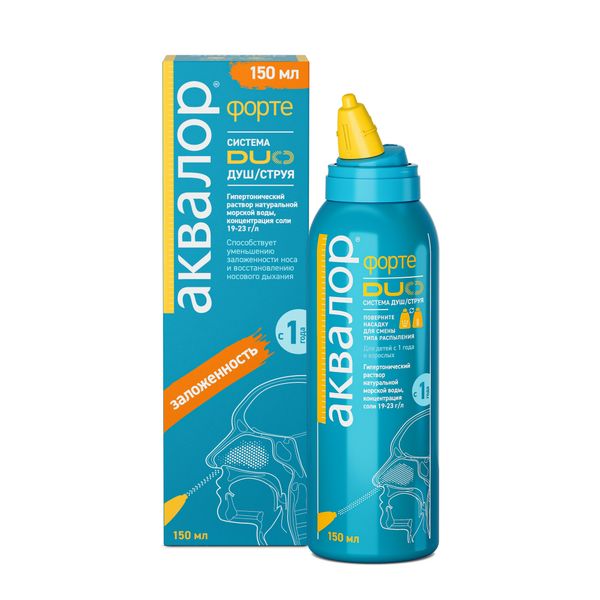 150 мл
аквалор®
форте
СИСТЕМА
DUO
ДУШ/СТРУЯ
Гипертонический
раствор натуральной
морской воды,
концентрация соли
19-23 г/л
Способствует
уменьшению
заложенности носа
и восстановлению
носового дыхания
с 1 года
заложенность
150 мл
аквалор®
форте
DUO
СИСТЕМА ДУШ/СТРУЯ
ПОВЕРНИТЕ
НАСАДКУ
ДЛЯ СМЕНЫ
ТИПА РАСПЫЛЕНИЯ
Для детей с 1 года
и взрослых
Гипертонический
раствор
натуральной
морской воды,
концентрация
соли 19-23 г/л
с 1 года
150 мл